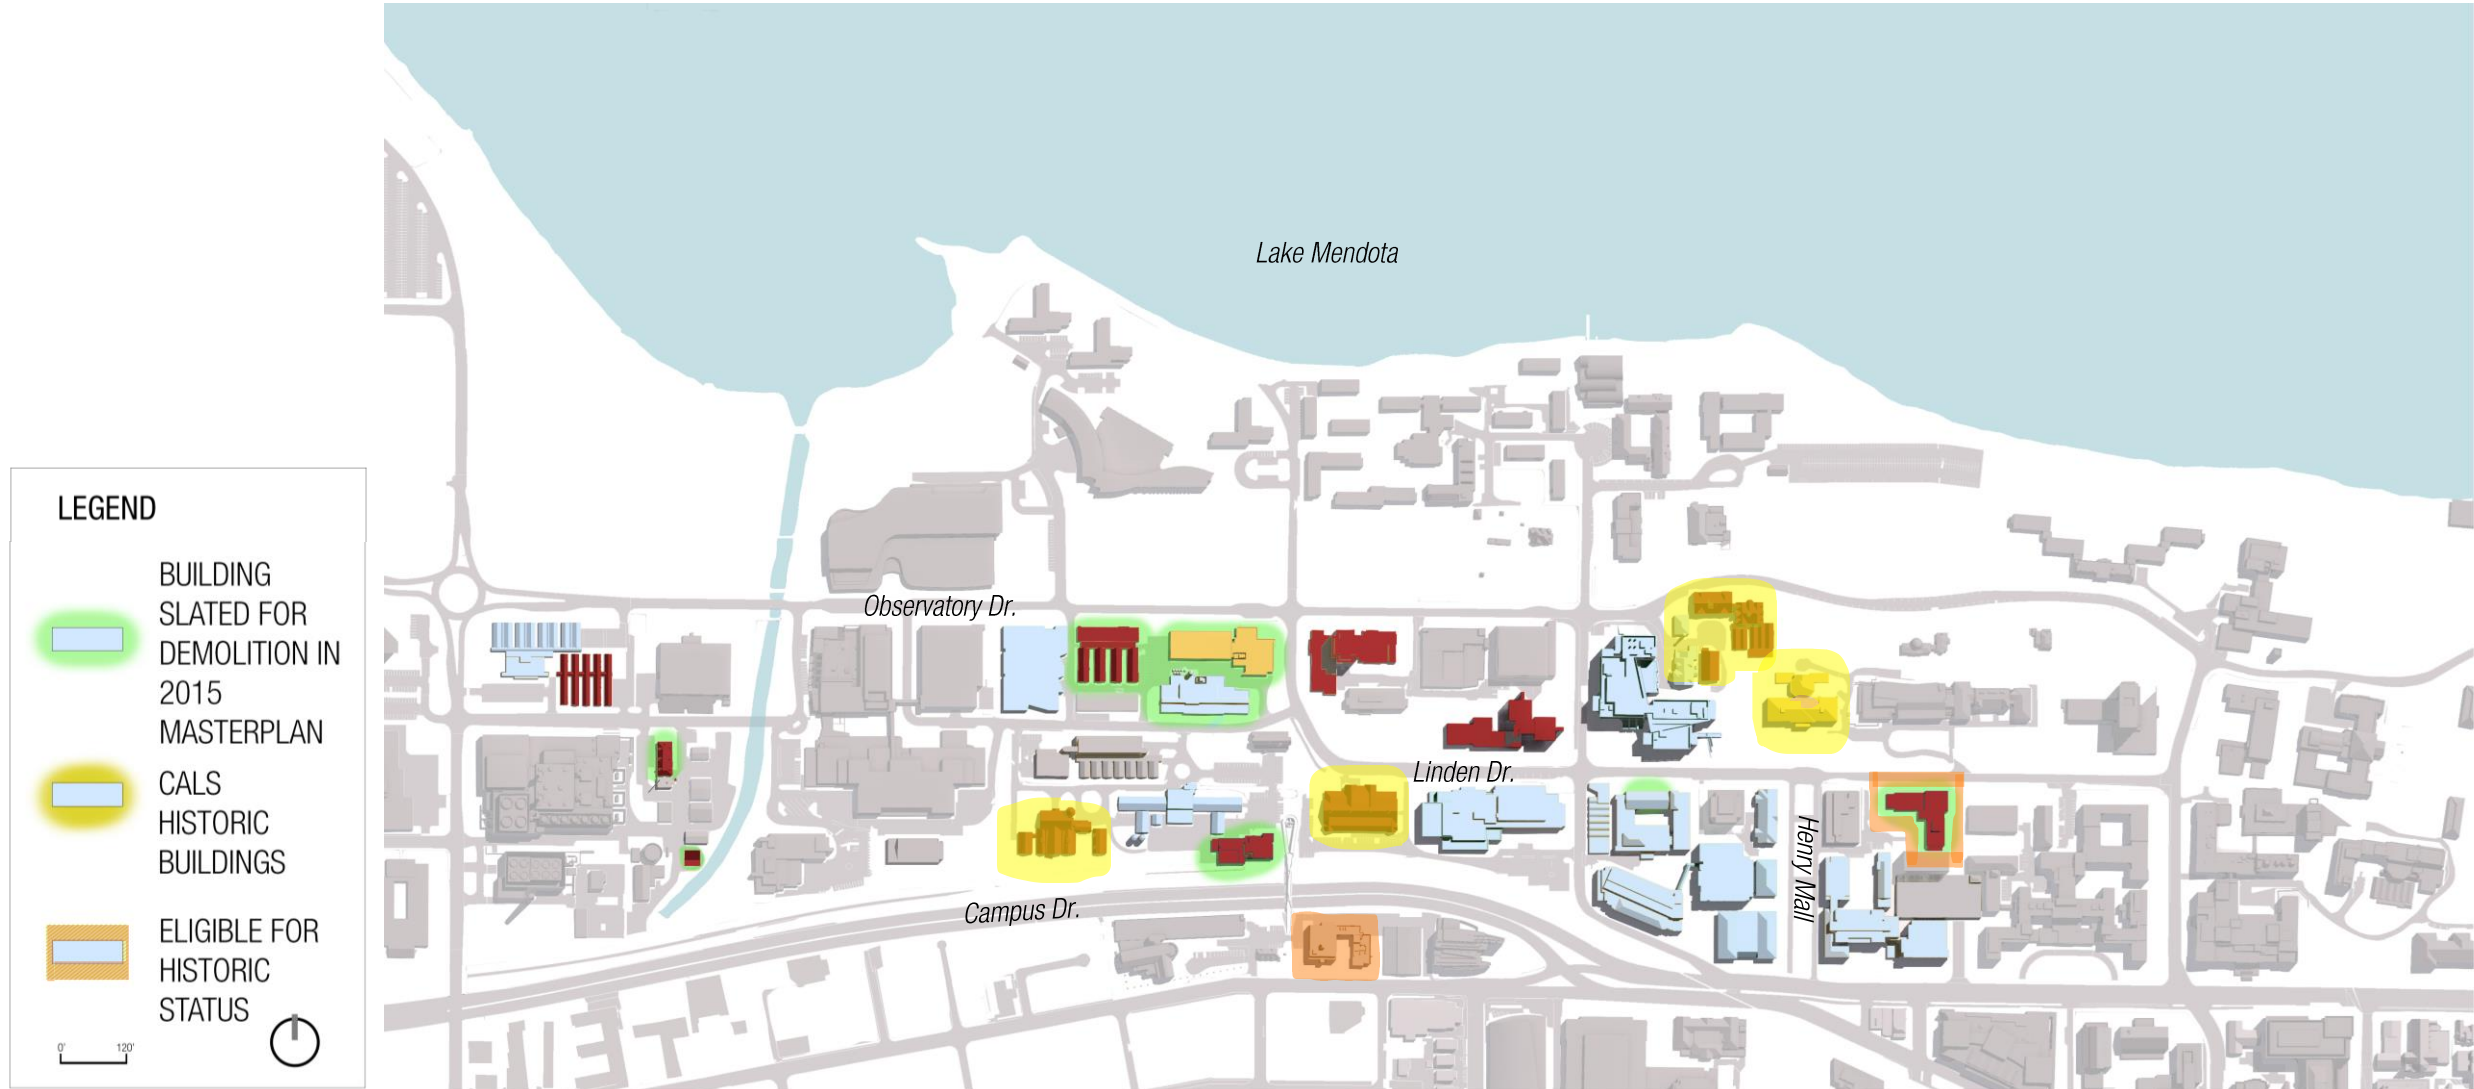 LEGEND
BUILDING
SLATED FOR
DEMOLITION IN
2015
MASTERPLAN
CALS
HISTORIC
BUILDINGS
ELIGIBLE FOR
HISTORIC
STATUS
0'
120'
Lake Mendota
Observatory Dr.
Linden Dr.
Henry Mall
Campus Dr.